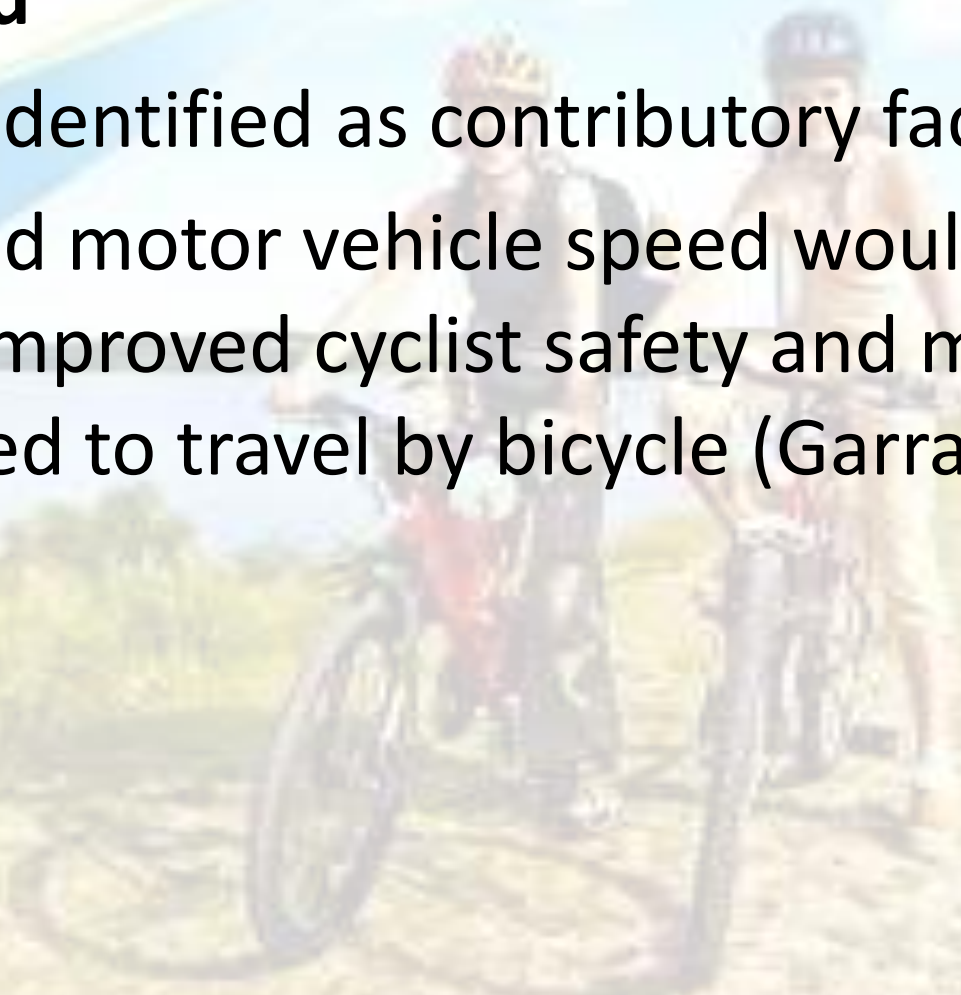 dentified as contributory fac
d motor vehicle speed woul
mproved cyclist safety and m
ed to travel by bicycle (Garra